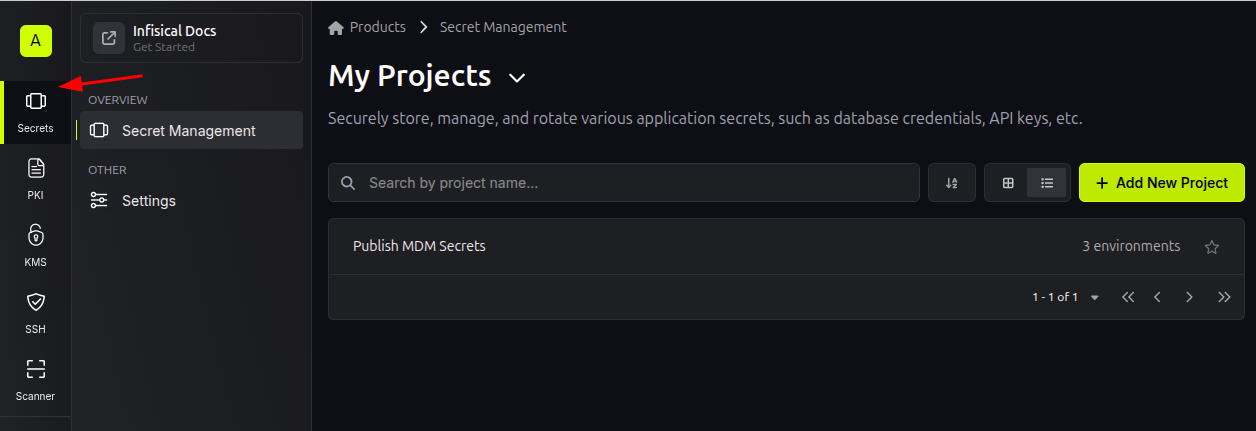 A
Secrets
PKI
KMS
SSH
Scanner
Infisical Docs
Get Started
OVERVIEW
Secret Management
OTHER
Settings
Products
Secret Management
My Projects
Securely store, manage, and rotate various application secrets, such as database credentials, API keys, etc.
Search by project name...
Add New Project
Publish MDM Secrets
3 environments
1 - 1 of 1